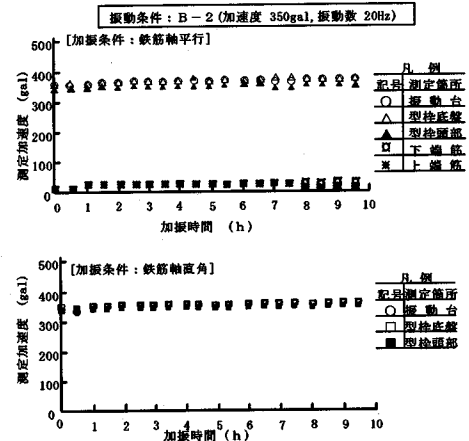 振動条件：B－2（加速度 350gal，振動数 20Hz）
[加振条件：鉄筋軸平行]
測定加速度 (gal)
500
400
300
200
100
0
0 1 2 3 4 5 6 7 8 9 10
加振時間 （h）
凡 例
記号 測定箇所
○ 振 動 台
△ 型枠底盤
▲ 型枠頭部
下 端 筋
※ 上 端 筋
[加振条件：鉄筋軸直角]
測定加速度 (gal)
500
400
300
200
100
0
0 1 2 3 4 5 6 7 8 9 10
加振時間 （h）
凡 例
記号 測定箇所
○ 振 動 台
□ 型枠底盤
■ 型枠頭部